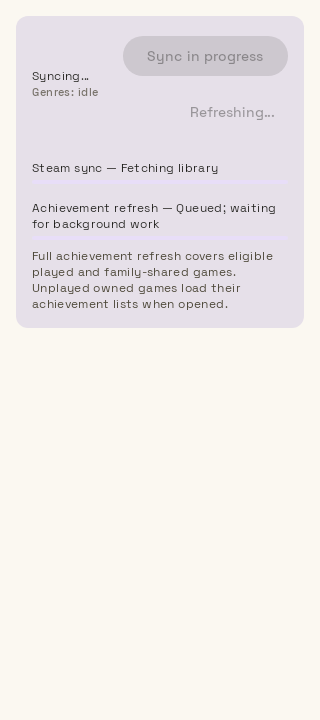 Sync in progress
Syncing…
Genres: idle
Refreshing…
Steam sync — Fetching library
Achievement refresh — Queued; waiting
for background work
Full achievement refresh covers eligible
played and family-shared games.
Unplayed owned games load their
achievement lists when opened.